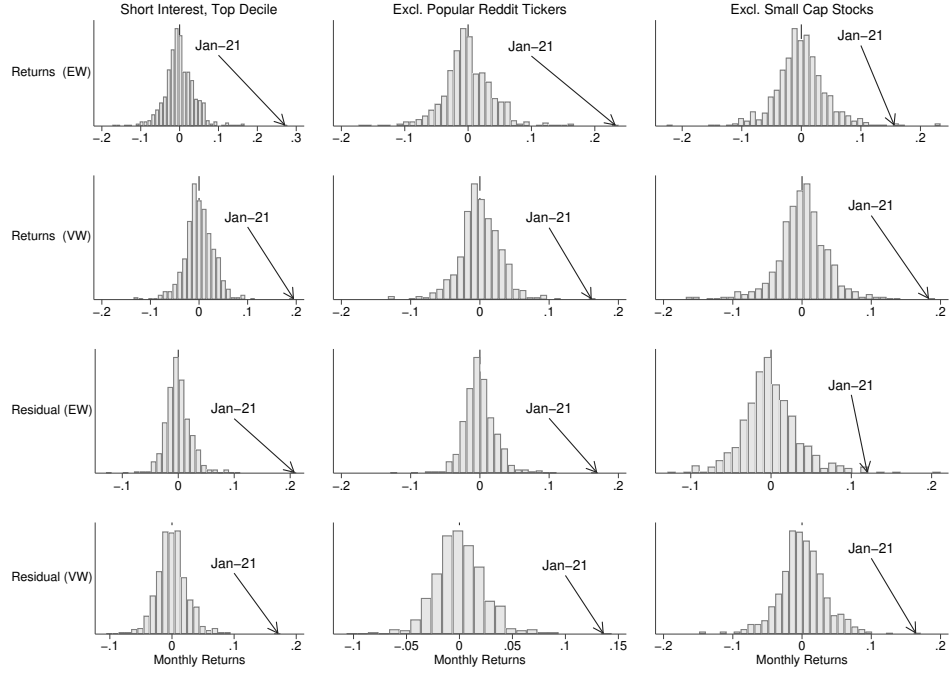 Short Interest, Top Decile Excl. Popular Reddit Tickers Excl. Small Cap Stocks
Returns (EW) Jan−21 Jan−21 Jan−21
−.2 −.1 0 .1 .2 .3 −.2 −.1 0 .1 .2 −.2 −.1 0 .1 .2
Returns (VW) Jan−21 Jan−21 Jan−21
−.2 −.1 0 .1 .2 −.2 −.1 0 .1 .2 −.2 −.1 0 .1 .2
Residual (EW) Jan−21 Jan−21 Jan−21
−.1 0 .1 .2 −.2 −.1 0 .1 .2 −.1 0 .1 .2
Residual (VW) Jan−21 Jan−21 Jan−21
−.1 0 .1 .2 −.1 −.05 0 .05 .1 .15 −.2 −.1 0 .1 .2
Monthly Returns Monthly Returns Monthly Returns